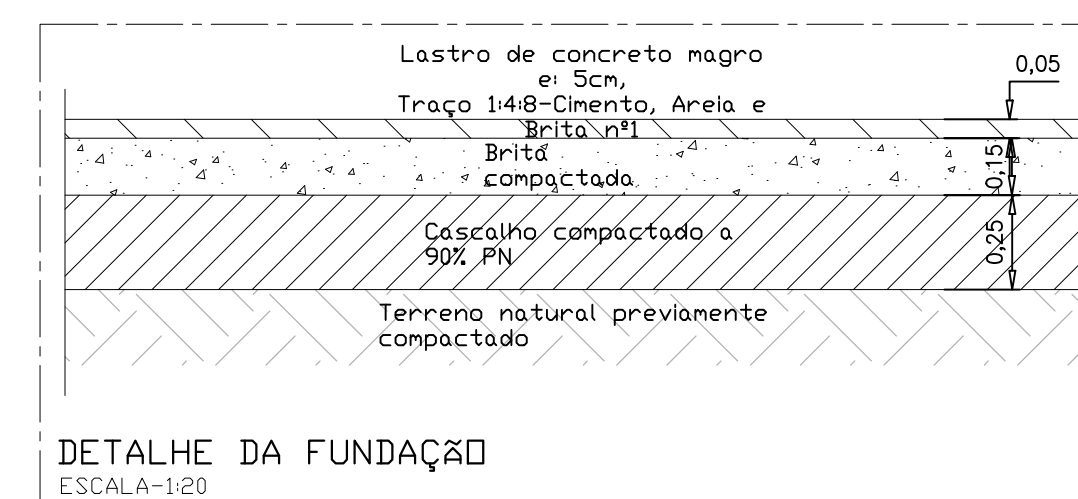 Lastro de concreto magro
e: 5cm,
Traço 1:4:8-Cimento, Areia e
Brita nº1
0,05
Brita
compactada
0,15
Cascalho compactado a
90% PN
0,25
Terreno natural previamente
compactado
DETALHE DA FUNDAÇÃO
ESCALA-1:20